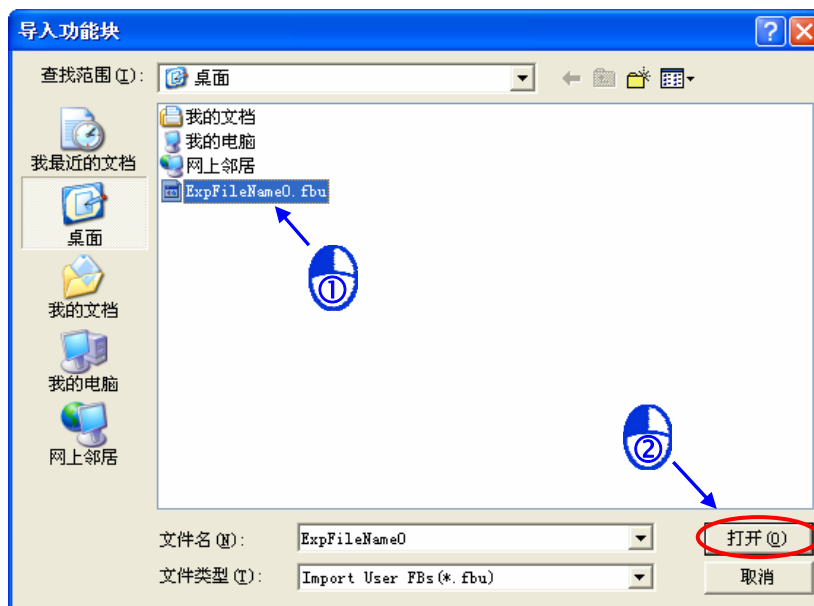 导入功能块
查找范围(I):
桌面
我最近的文档
桌面
我的文档
我的电脑
网上邻居
我的文档
我的电脑
网上邻居
ExpFileName0.fbu
①
②
文件名(N):
ExpFileName0
打开(O)
文件类型(T):
Import User FBs(*.fbu)
取消